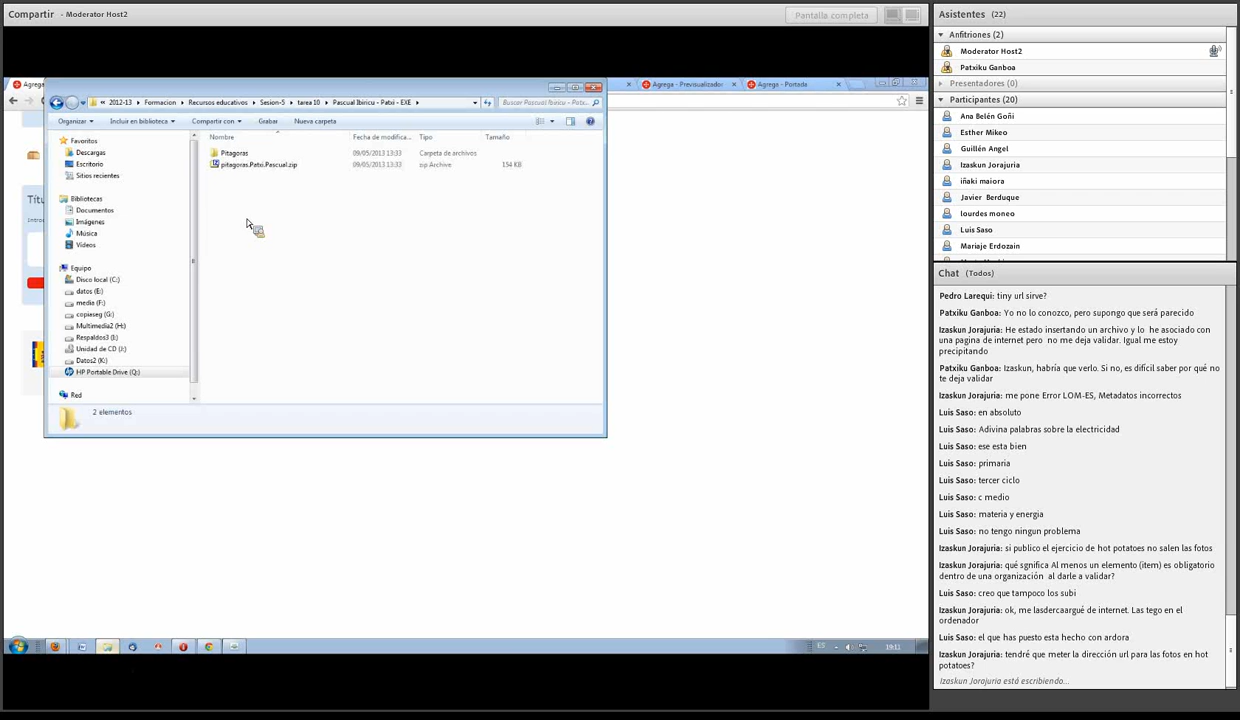 Compartir - Moderator Host2
Pantalla completa
Agrega
Agrega - Previsualizador
Agrega - Portada
2012-13
Formacion
Recursos educativos
Sesion-5
tarea 10
Pascual Ibiricu - Patxi - EXE
Buscar Pascual Ibiricu - Patx...
Organizar
Incluir en biblioteca
Compartir con
Grabar
Nueva carpeta
Favoritos
Descargas
Escritorio
Sitios recientes
Bibliotecas
Documentos
Imágenes
Música
Vídeos
Equipo
Disco local (C:)
datos (E:)
media (F:)
copiaseg (G:)
Multimedia2 (H:)
Respaldos3 (I:)
Unidad de CD (J:)
Datos2 (K:)
HP Portable Drive (Q:)
Red
Nombre
Fecha de modifica...
Tipo
Tamaño
Pitagoras 09/05/2013 13:33 Carpeta de archivos
pitagoras.Patxi.Pascual.zip 09/05/2013 13:33 zip Archive 154 KB
2 elementos
ES
19:11
Asistentes (22)
Anfitriones (2)
Moderator Host2
Patxiku Ganboa
Presentadores (0)
Participantes (20)
Ana Belén Goñi
Esther Mikeo
Guillén Angel
Izaskun Jorajuria
iñaki maiora
Javier Berduque
lourdes moneo
Luis Saso
Mariaje Erdozain
Chat (Todos)
Pedro Larequi: tiny url sirve?
Patxiku Ganboa: Yo no lo conozco, pero supongo que será parecido
Izaskun Jorajuria: He estado insertando un archivo y lo he asociado con
una pagina de internet pero no me deja validar. Igual me estoy
precipitando
Patxiku Ganboa: Izaskun, habría que verlo. Si no, es difícil saber por qué no
te deja validar
Izaskun Jorajuria: me pone Error LOM-ES, Metadatos incorrectos
Luis Saso: en absoluto
Luis Saso: Adivina palabras sobre la electricidad
Luis Saso: ese esta bien
Luis Saso: primaria
Luis Saso: tercer ciclo
Luis Saso: c medio
Luis Saso: materia y energia
Luis Saso: no tengo ningun problema
Izaskun Jorajuria: si publico el ejercicio de hot potatoes no salen las fotos
Izaskun Jorajuria: qué sgnifica Al menos un elemento (item) es obligatorio
dentro de una organización al darle a validar?
Luis Saso: creo que tampoco los subi
Izaskun Jorajuria: ok, me lasdercaargué de internet. Las tego en el
ordenador
Luis Saso: el que has puesto esta hecho con ardora
Izaskun Jorajuria: tendré que meter la dirección url para las fotos en hot
potatoes?
Izaskun Jorajuria está escribiendo...